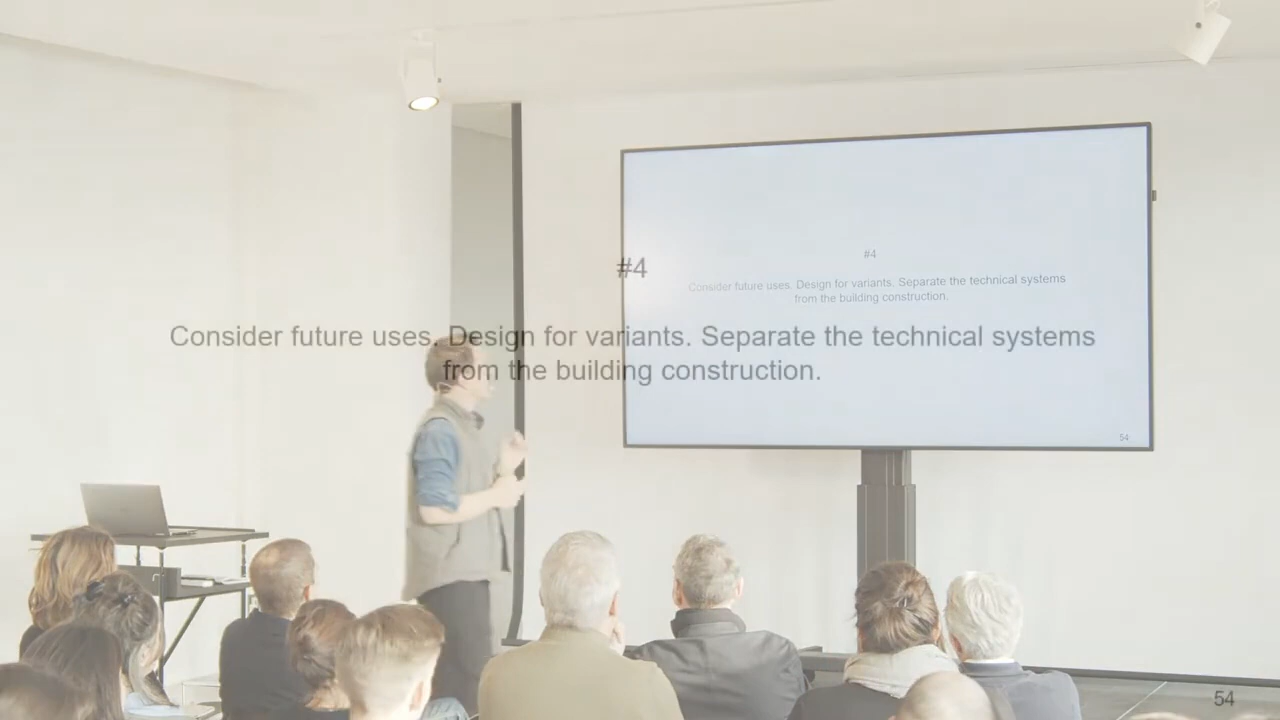 #4
Consider future uses. Design for variants. Separate the technical systems
from the building construction.
54
#4
Consider future uses. Design for variants. Separate the technical systems
from the building construction.
54